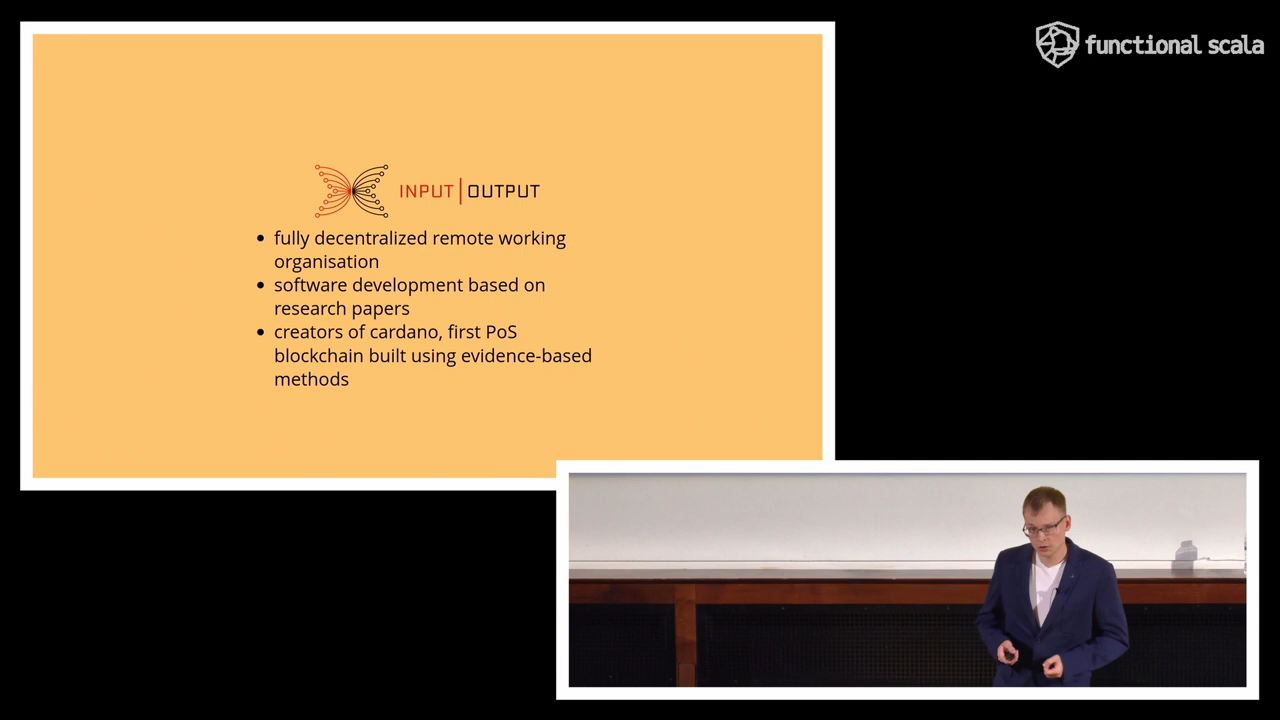 functional scala
INPUT|OUTPUT
• fully decentralized remote working
organisation
• software development based on
research papers
• creators of cardano, first PoS
blockchain built using evidence-based
methods